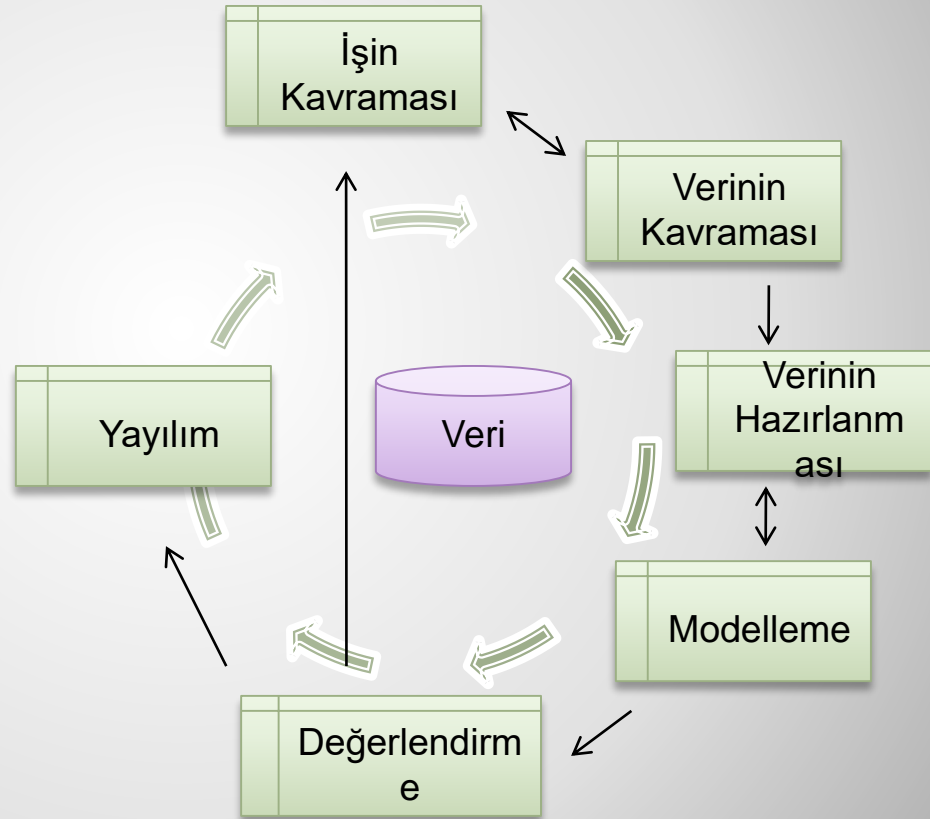 İşin
Kavraması
Verinin
Kavraması
Verinin
Hazırlanm
ası
Yayılım
Veri
Modelleme
Değerlendirm
e